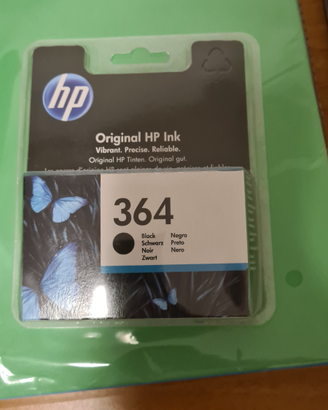 hp
Original HP Ink
Vibrant. Precise. Reliable.
Original HP Tinten. Original gut.
364
Black Negro
Schwarz Preto
Noir Nero
Zwart